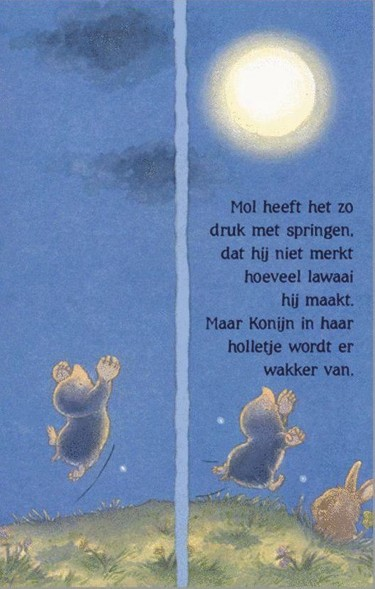 Mol heeft het zo
druk met springen,
dat hij niet merkt
hoeveel lawaai
hij maakt.
Maar Konijn in haar
holletje wordt er
wakker van.